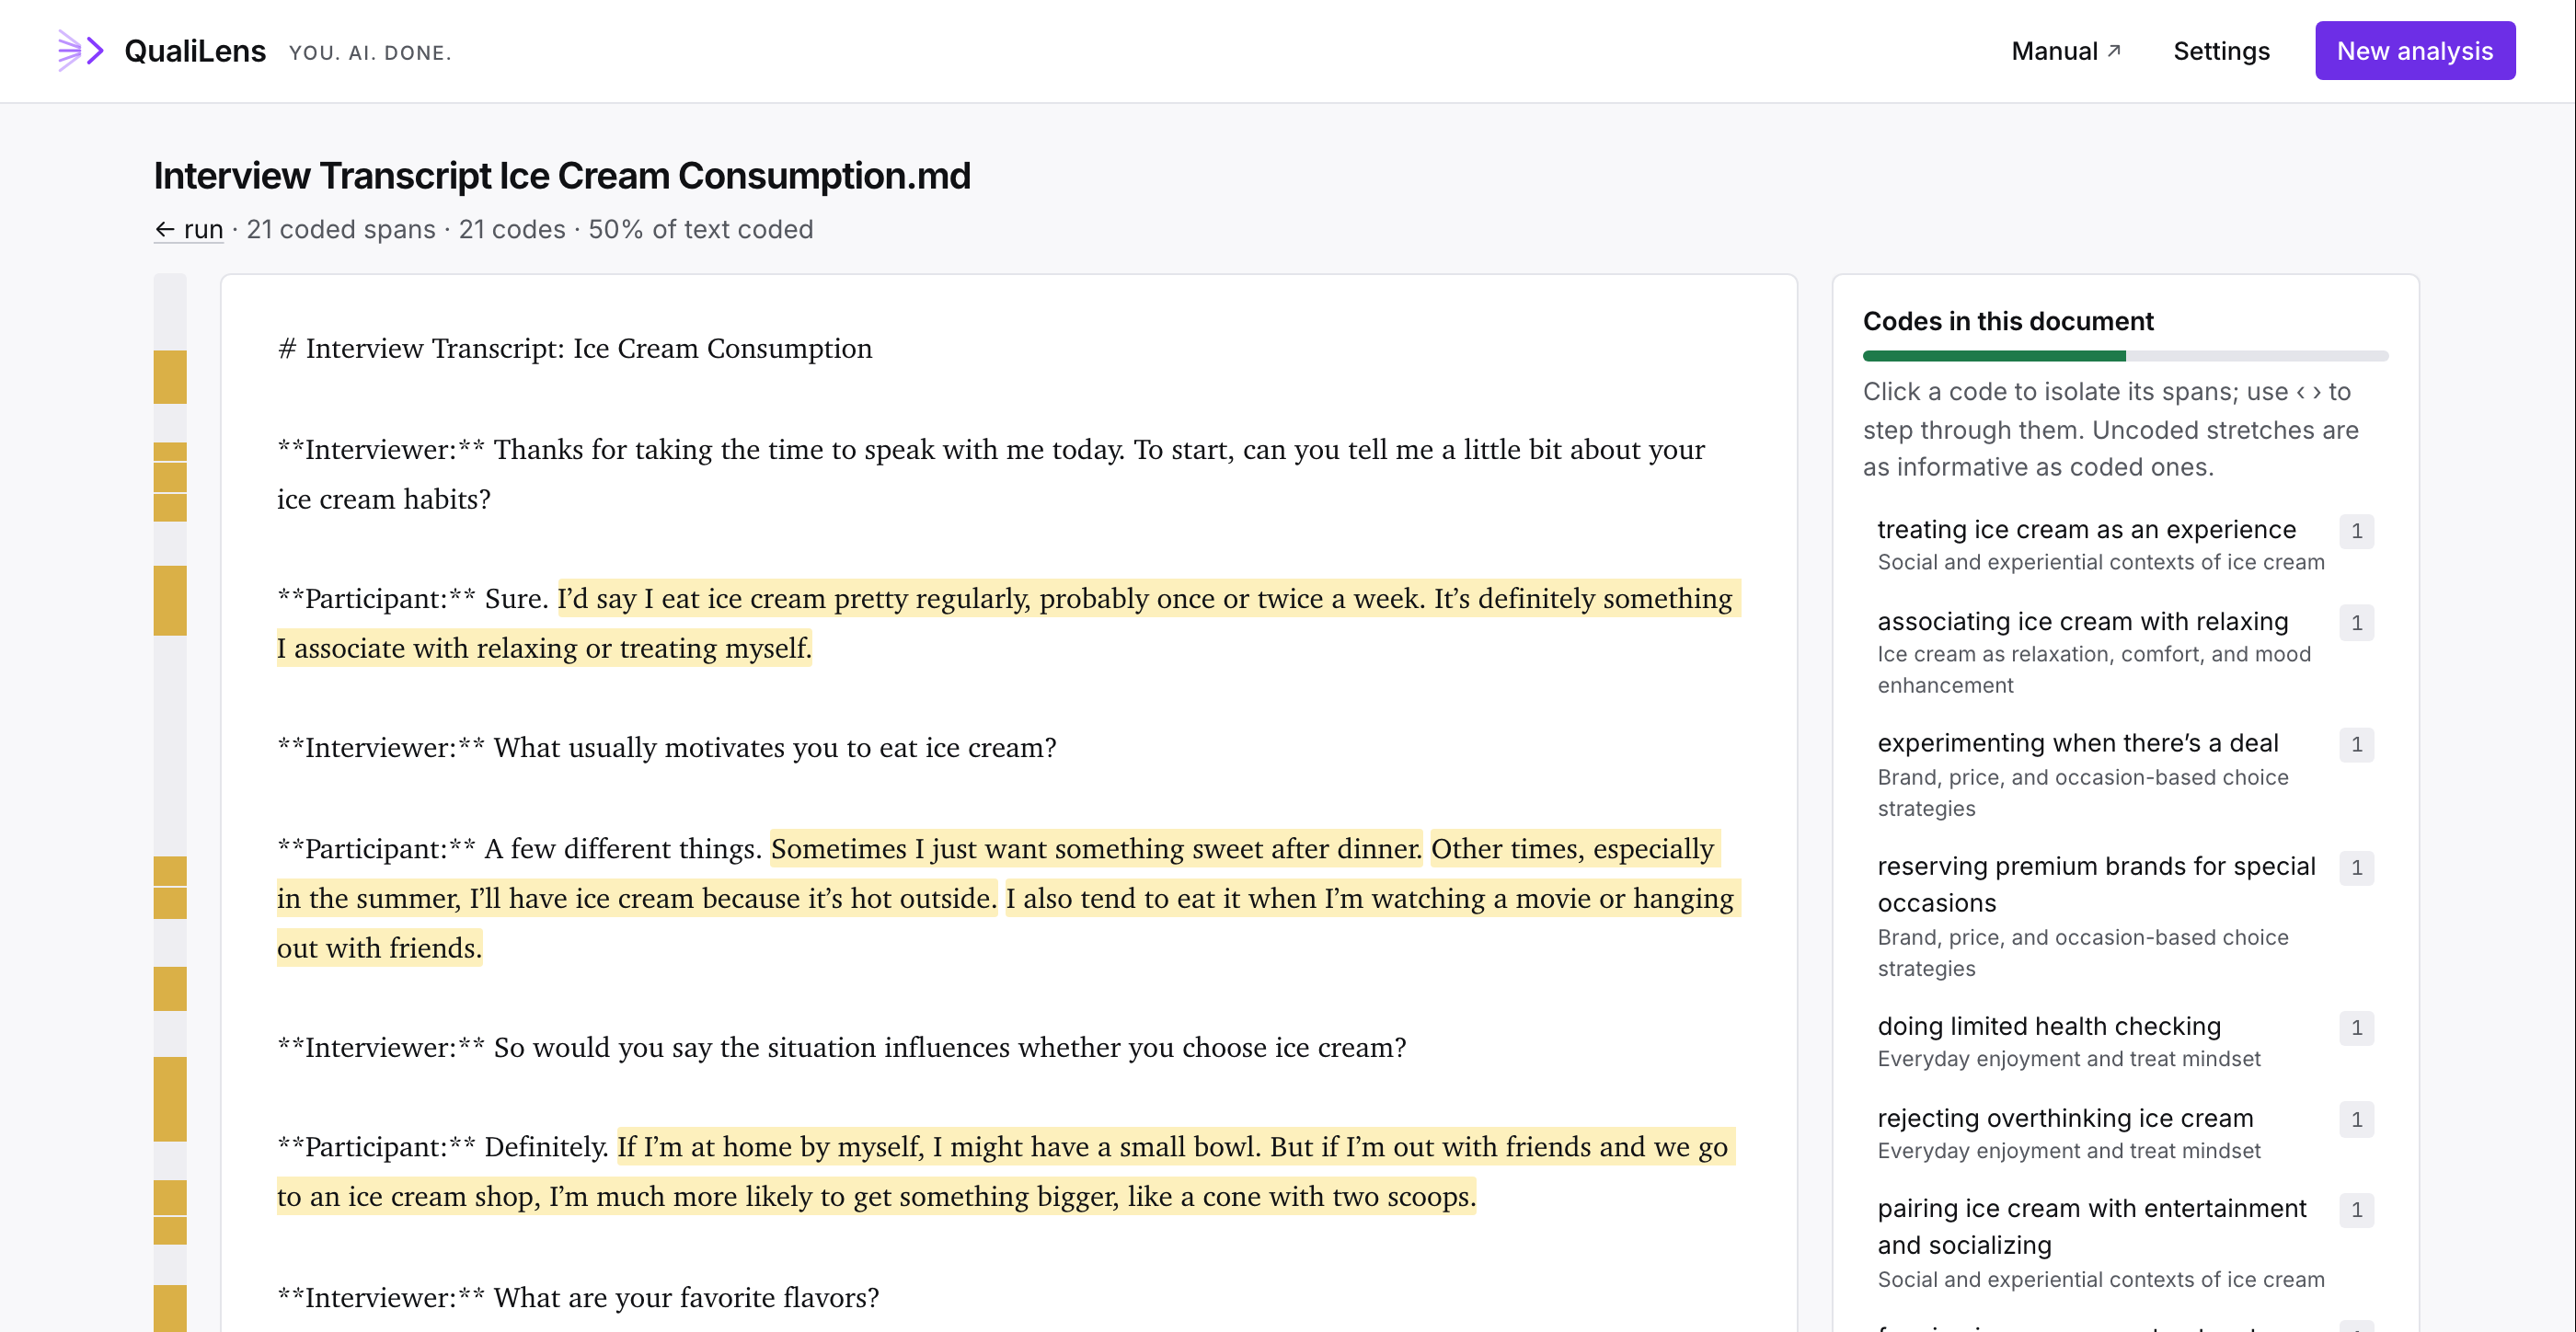 QualiLens YOU. AI. DONE.
Manual ↗ Settings New analysis
Interview Transcript Ice Cream Consumption.md
← run · 21 coded spans · 21 codes · 50% of text coded
# Interview Transcript: Ice Cream Consumption
**Interviewer:** Thanks for taking the time to speak with me today. To start, can you tell me a little bit about your
ice cream habits?
**Participant:** Sure. I’d say I eat ice cream pretty regularly, probably once or twice a week. It’s definitely something
I associate with relaxing or treating myself.
**Interviewer:** What usually motivates you to eat ice cream?
**Participant:** A few different things. Sometimes I just want something sweet after dinner. Other times, especially
in the summer, I’ll have ice cream because it’s hot outside. I also tend to eat it when I’m watching a movie or hanging
out with friends.
**Interviewer:** So would you say the situation influences whether you choose ice cream?
**Participant:** Definitely. If I’m at home by myself, I might have a small bowl. But if I’m out with friends and we go
to an ice cream shop, I’m much more likely to get something bigger, like a cone with two scoops.
**Interviewer:** What are your favorite flavors?
Codes in this document
Click a code to isolate its spans; use ‹ › to
step through them. Uncoded stretches are
as informative as coded ones.
treating ice cream as an experience 1
Social and experiential contexts of ice cream
associating ice cream with relaxing 1
Ice cream as relaxation, comfort, and mood
enhancement
experimenting when there’s a deal 1
Brand, price, and occasion-based choice
strategies
reserving premium brands for special 1
occasions
Brand, price, and occasion-based choice
strategies
doing limited health checking 1
Everyday enjoyment and treat mindset
rejecting overthinking ice cream 1
Everyday enjoyment and treat mindset
pairing ice cream with entertainment 1
and socializing
Social and experiential contexts of ice cream